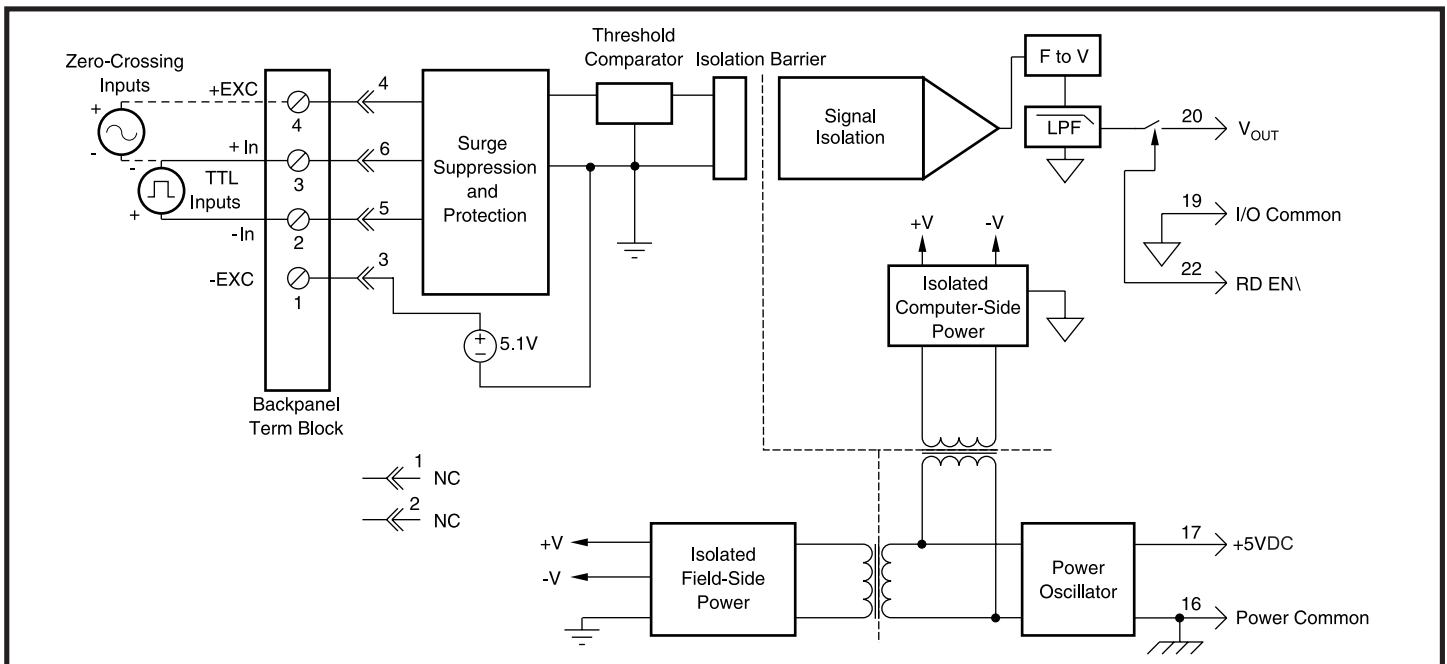 Zero-Crossing
Inputs
+EXC
4
4
+
-
+ In
3
6
-
TTL
Inputs
+
-In
2
5
-EXC
1
3
Backpanel
Term Block
Surge
Suppression
and
Protection
+
−
5.1V
Threshold
Comparator
Isolation Barrier
Signal
Isolation
F to V
LPF
20
VOUT
19
I/O Common
22
RD EN\
+V
-V
Isolated
Computer-Side
Power
1
NC
2
NC
+V
-V
Isolated
Field-Side
Power
Power
Oscillator
17
+5VDC
16
Power Common